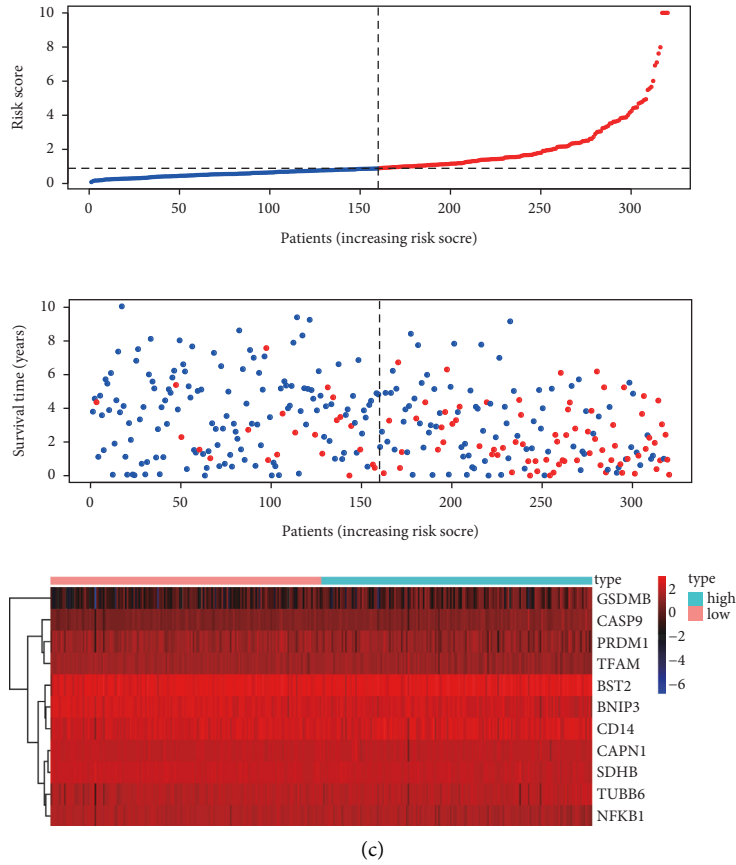 10
8
6
4
2
0
Risk score
0 50 100 150 200 250 300
Patients (increasing risk socre)
10
8
6
4
2
0
Survival time (years)
0 50 100 150 200 250 300
Patients (increasing risk socre)
type
GSDMB
CASP9
PRDM1
TFAM
BST2
BNIP3
CD14
CAPN1
SDHB
TUBB6
NFKB1
2
0
−2
−4
−6
type
high
low
(c)